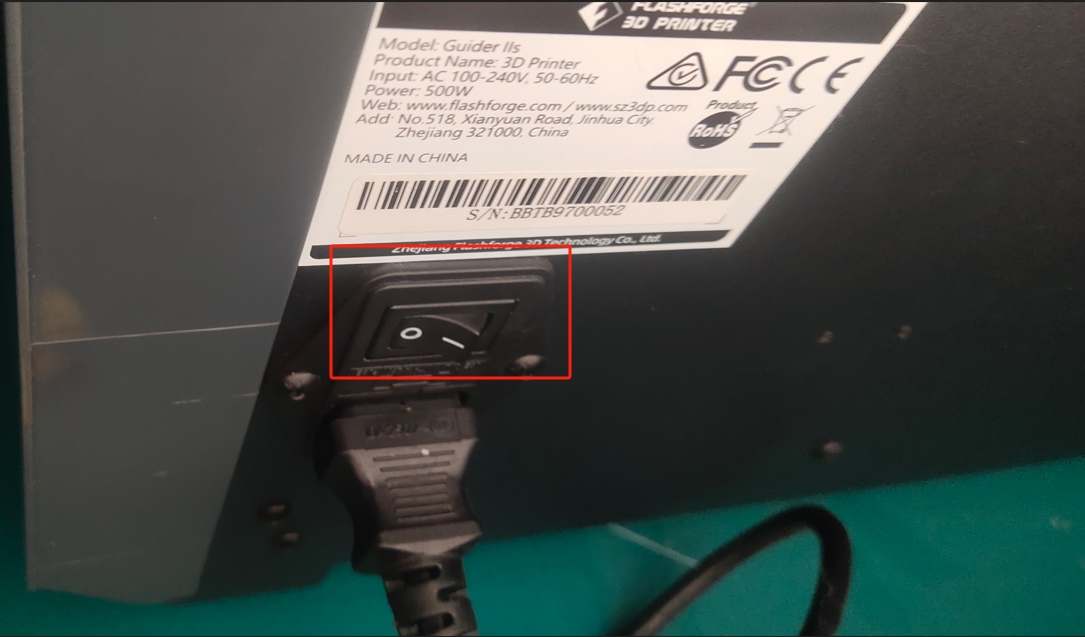 FLASHFORGE®
3D PRINTER
Model: Guider IIs
Product Name: 3D Printer
Input: AC 100-240V, 50-60Hz
Power: 500W
Web: www.flashforge.com / www.sz3dp.com
Add: No.518, Xianyuan Road, Jinhua City.
Zhejiang 321000, China
FCC CE
Product
RoHS
MADE IN CHINA
S/N:BBTB9700052
Zhejiang Flashforge 3D Technology Co., Ltd.
O I